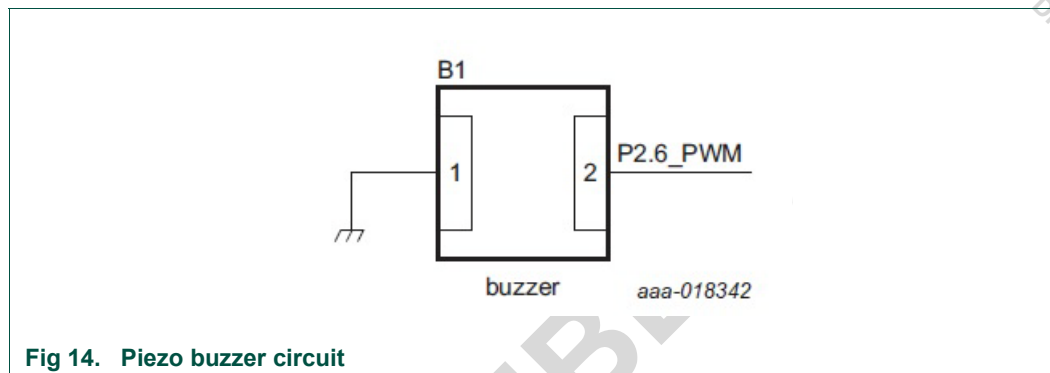 B1
1
2
P2.6_PWM
buzzer
aaa-018342
Fig 14. Piezo buzzer circuit